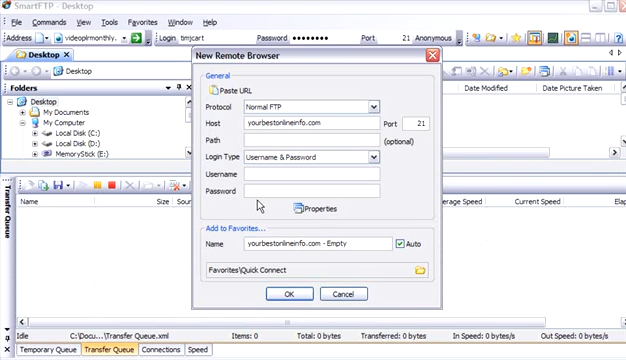 SmartFTP - Desktop
File Commands View Tools Favorites Window Help
Address videoplrmonthly. Login timjcart Password ●●●●●●●● Port 21 Anonymous
Desktop
Desktop
Folders
Date Modified Date Picture Taken
Desktop
My Documents
My Computer
Local Disk (C:)
Local Disk (D:)
MemoryStick (E:)
New Remote Browser
General
Paste URL
Protocol Normal FTP
Host yourbestonlineinfo.com Port 21
Path (optional)
Login Type Username & Password
Username
Password
Properties
Add to Favorites...
Name yourbestonlineinfo.com - Empty Auto
Favorites\Quick Connect
OK Cancel
Transfer Queue
Name Size Average Speed Current Speed
Idle C:\Docu...\Transfer Queue.xml Items: 0 Total: 0 bytes Transferred: 0 bytes In Speed: 0 bytes/s Out Speed: 0 bytes/s
Temporary Queue Transfer Queue Connections Speed